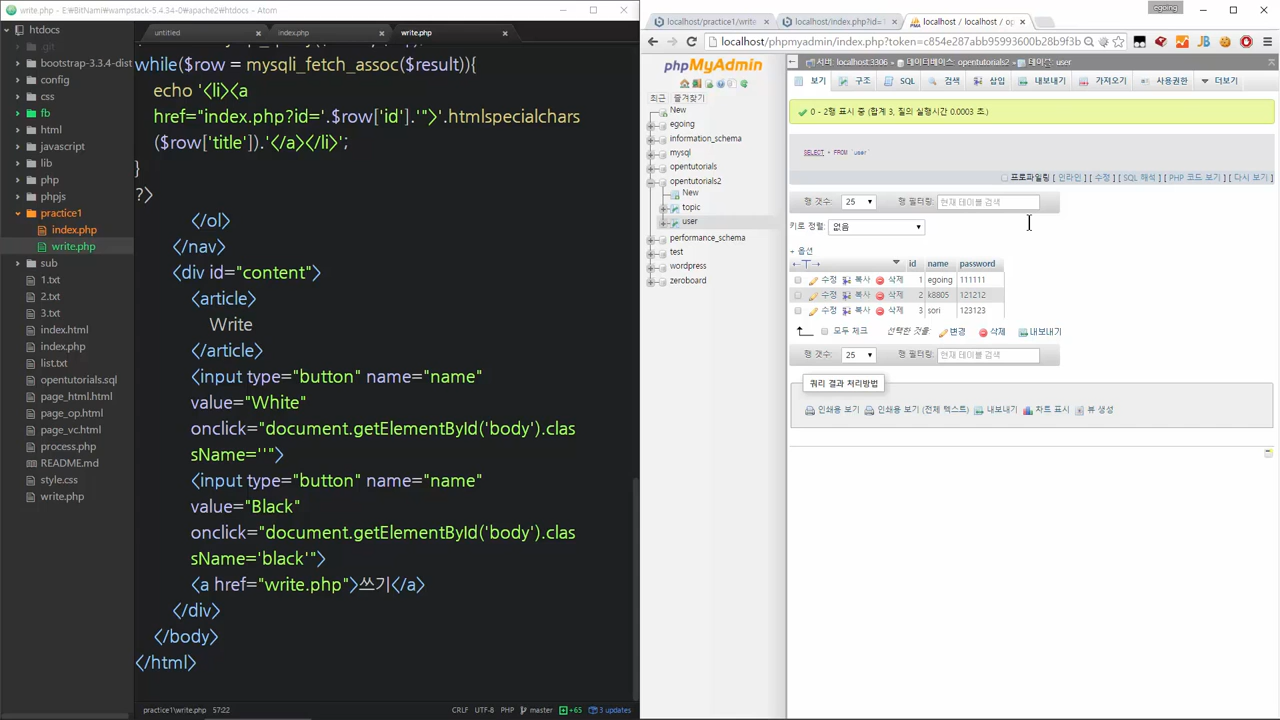 write.php - E:\BitNami\wampstack-5.4.34-0\apache2\htdocs - Atom
htdocs
.git
bootstrap-3.3.4-dist
config
css
fb
html
javascript
lib
php
phpjs
practice1
index.php
write.php
sub
1.txt
2.txt
3.txt
index.html
index.php
list.txt
opentutorials.sql
page_html.html
page_op.html
page_vc.html
process.php
README.md
style.css
write.php
untitled
index.php
write.php
while($row = mysqli_fetch_assoc($result)){
echo '<li><a
href="index.php?id='.$row['id'].'">'.htmlspecialchars
($row['title']).'</a></li>';
}
?>
</ol>
</nav>
<div id="content">
<article>
Write
</article>
<input type="button" name="name"
value="White"
onclick="document.getElementById('body').clas
sName=''">
<input type="button" name="name"
value="Black"
onclick="document.getElementById('body').clas
sName='black'">
<a href="write.php">쓰기</a>
</div>
</body>
</html>
practice1\write.php 57:22
CRLF UTF-8 PHP master +65 3 updates
egoing
localhost/practice1/write
localhost/index.php?id=
localhost / localhost / op
localhost/phpmyadmin/index.php?token=c854e287abb95993600b28b9f3b
phpMyAdmin
최근 즐겨찾기
New
egoing
information_schema
mysql
opentutorials
opentutorials2
New
topic
user
performance_schema
test
wordpress
zeroboard
서버: localhost:3306 » 데이터베이스: opentutorials2 » 테이블: user
보기 구조 SQL 검색 삽입 내보내기 가져오기 사용권한 더보기
0 - 2행 표시 중 (합계 3, 질의 실행시간 0.0003 초.)
SELECT * FROM `user`
프로파일링 [ 인라인 ] [ 수정 ] [ SQL 해석 ] [ PHP 코드 보기 ] [ 다시 보기 ]
행 갯수: 25 행 필터링: 현재 테이블 검색
키로 정렬: 없음
+ 옵션
←T→ id name password
수정 복사 삭제 1 egoing 111111
수정 복사 삭제 2 k8805 121212
수정 복사 삭제 3 sori 123123
모두 체크 선택한 것을: 변경 삭제 내보내기
행 갯수: 25 행 필터링: 현재 테이블 검색
쿼리 결과 처리방법
인쇄용 보기 인쇄용 보기 (전체 텍스트) 내보내기 차트 표시 뷰 생성